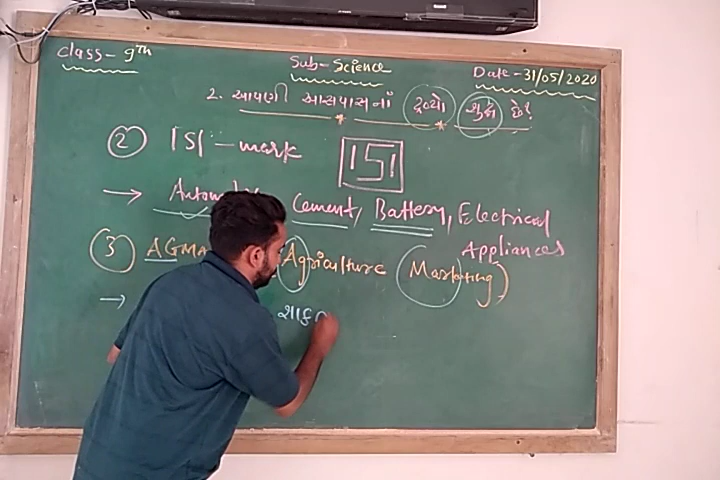 Class - 9th
Sub - Science
Date - 31/05/2020
2. આપણી આસપાસનાં દ્રવ્યો શુદ્ધ છે?
② ISI - mark
ISI
→ Cement, Battery, Electrical
Appliances
③ Agriculture (Marketing)
→